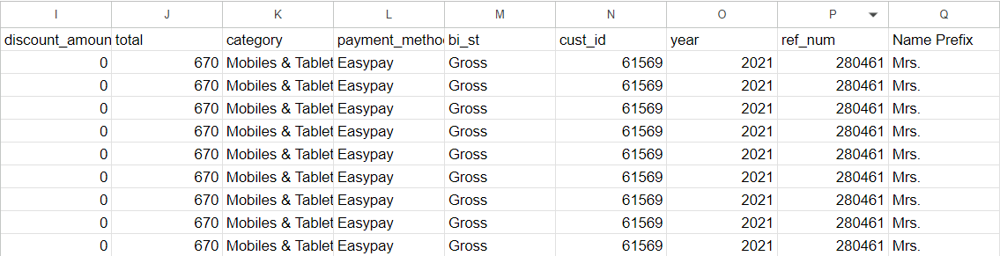 I J K L M N O P Q
discount_amoun total category payment_metho bi_st cust_id year ref_num Name Prefix
0 670 Mobiles & Tablet Easypay Gross 61569 2021 280461 Mrs.
0 670 Mobiles & Tablet Easypay Gross 61569 2021 280461 Mrs.
0 670 Mobiles & Tablet Easypay Gross 61569 2021 280461 Mrs.
0 670 Mobiles & Tablet Easypay Gross 61569 2021 280461 Mrs.
0 670 Mobiles & Tablet Easypay Gross 61569 2021 280461 Mrs.
0 670 Mobiles & Tablet Easypay Gross 61569 2021 280461 Mrs.
0 670 Mobiles & Tablet Easypay Gross 61569 2021 280461 Mrs.
0 670 Mobiles & Tablet Easypay Gross 61569 2021 280461 Mrs.
0 670 Mobiles & Tablet Easypay Gross 61569 2021 280461 Mrs.